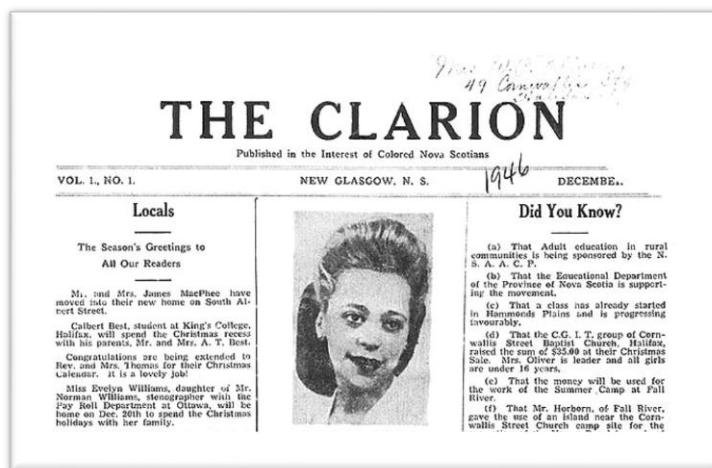 49 Cornwallis St
THE CLARION
Published in the Interest of Colored Nova Scotians
VOL. 1., NO. 1.
NEW GLASGOW, N. S.
1946
DECEMBE
Locals
The Season's Greetings to
All Our Readers
Mr. and Mrs. James MacPhee have
moved into their new home on South Al-
bert Street.
Calbert Best, student at King's College,
Halifax, will spend the Christmas recess
with his parents, Mr. and Mrs. A. T. Best.
Congratulations are being extended to
Rev. and Mrs. Thomas for their Christmas
Calendar. It is a lovely job!
Miss Evelyn Williams, daughter of Mr.
Norman Williams, stenographer with the
Pay Roll Department at Ottawa, will be
home on Dec. 20th to spend the Christmas
holidays with her family.
Did You Know?
(a) That Adult education in rural
communities is being sponsored by the N.
S. A. A. C. P.
(b) That the Educational Department
of the Province of Nova Scotia is support-
ing the movement.
(c) That a class has already started
in Hammonds Plains and is progressing
favourably.
(d) That the C.G. I. T. group of Corn-
wallis Street Baptist Church, Halifax,
raised the sum of $35.00 at their Christmas
Sale. Mrs. Oliver is leader and all girls
are under 16 years.
(e) That the money will be used for
the work of the Summer Camp at Fall
River.
(f) That Mr. Horborn, of Fall River,
gave the use of an island near the Corn-
wallis Street Church camp site for the